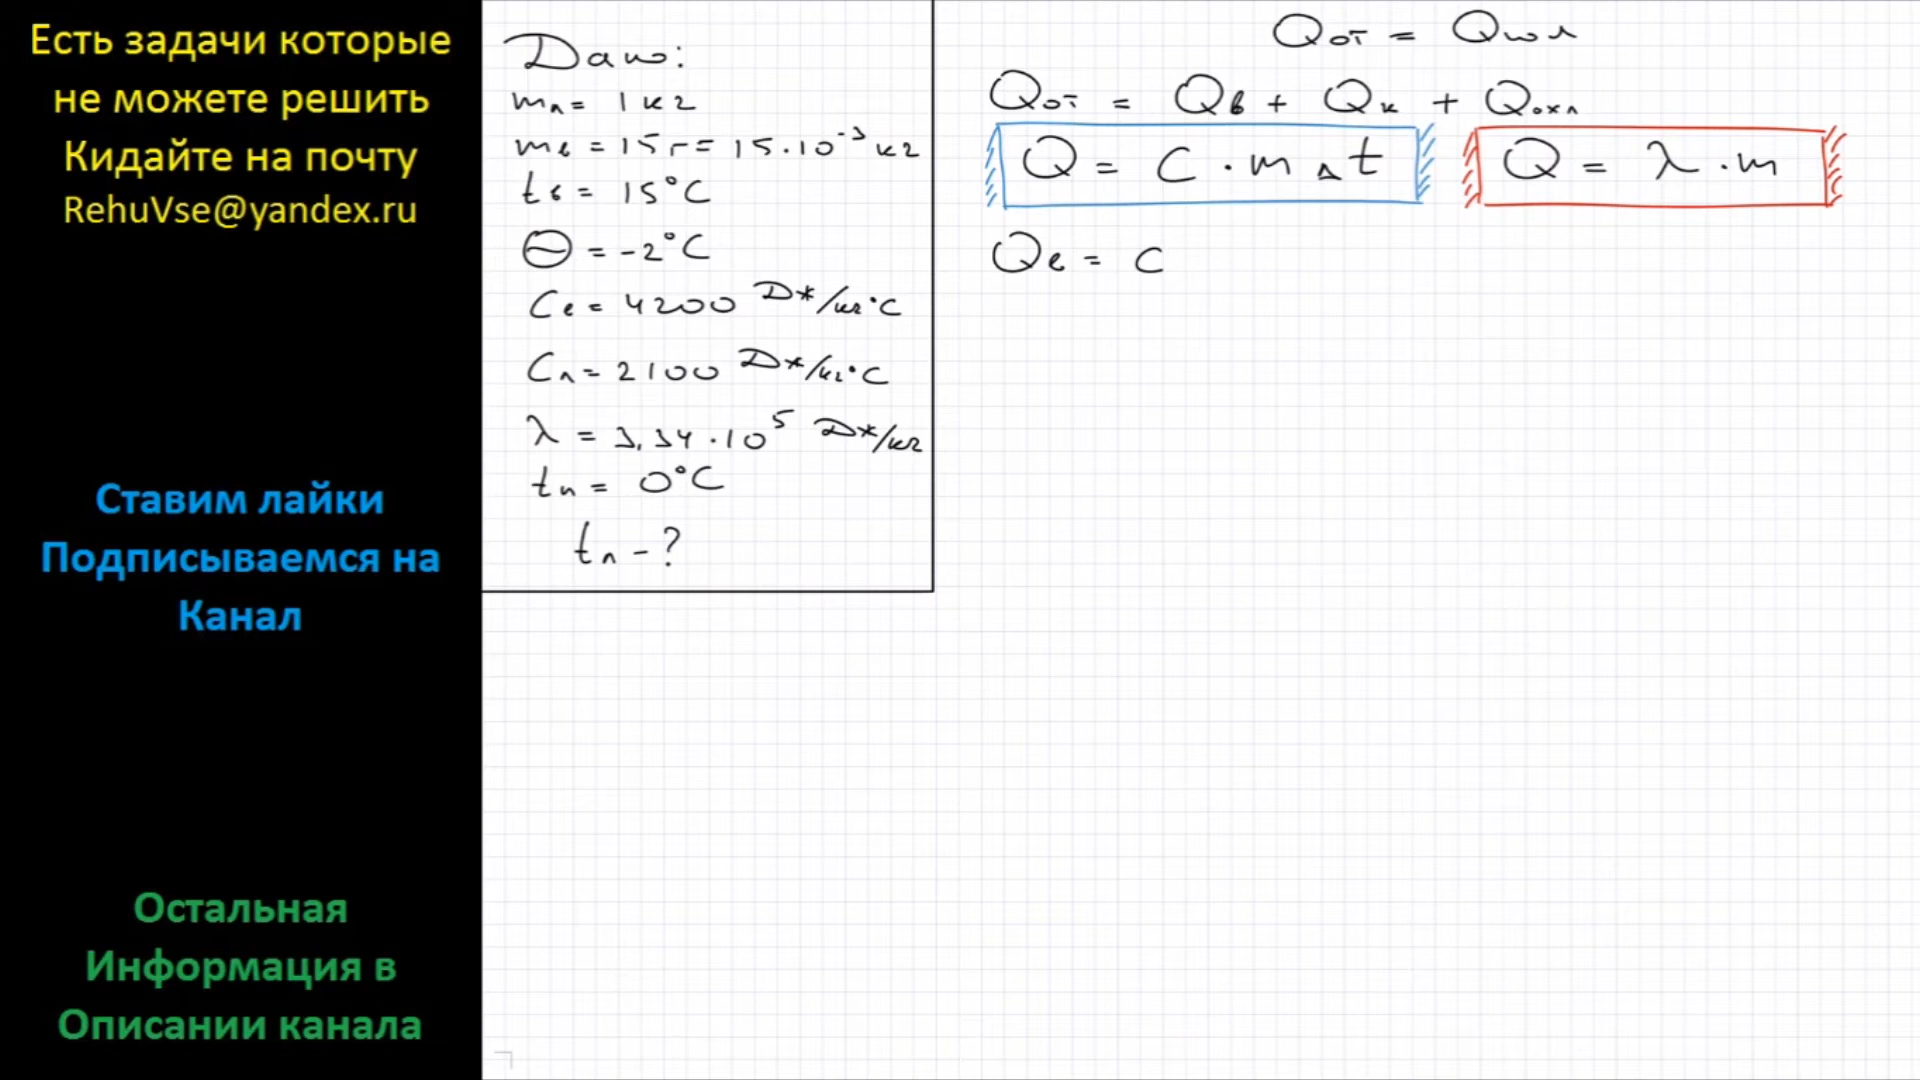 Есть задачи которые
не можете решить
Кидайте на почту
RehuVse@yandex.ru
Ставим лайки
Подписываемся на
Канал
Остальная
Информация в
Описании канала
Дано:
mл = 1 кг
mв = 15 г = 15 · 10⁻³ кг
tв = 15°C
Θ = -2°C
Cв = 4200 Дж/кг°C
Cл = 2100 Дж/кг·°C
λ = 3,34 · 10⁵ Дж/кг
tп = 0°C
tл - ?
Qот = Qпол
Qот = Qв + Qк + Qохл
Q = C · m Δt
Q = λ · m
Qв = C